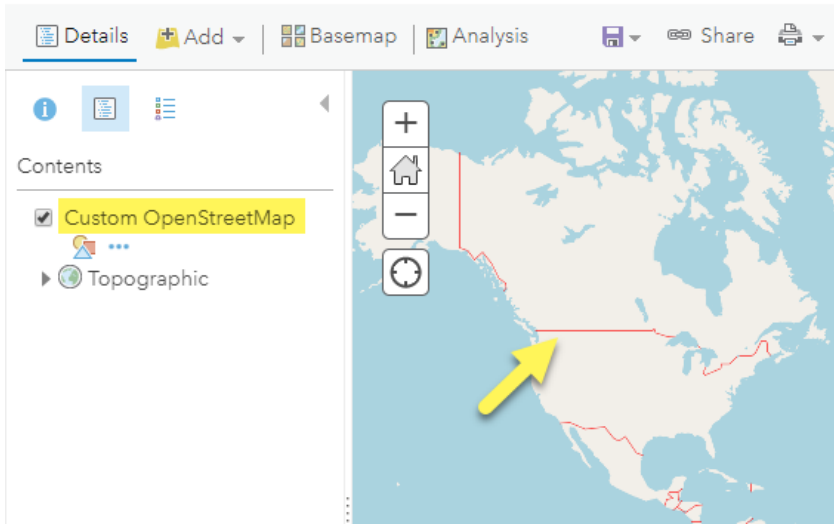 Details Add Basemap Analysis Share
Contents
Custom OpenStreetMap
Topographic